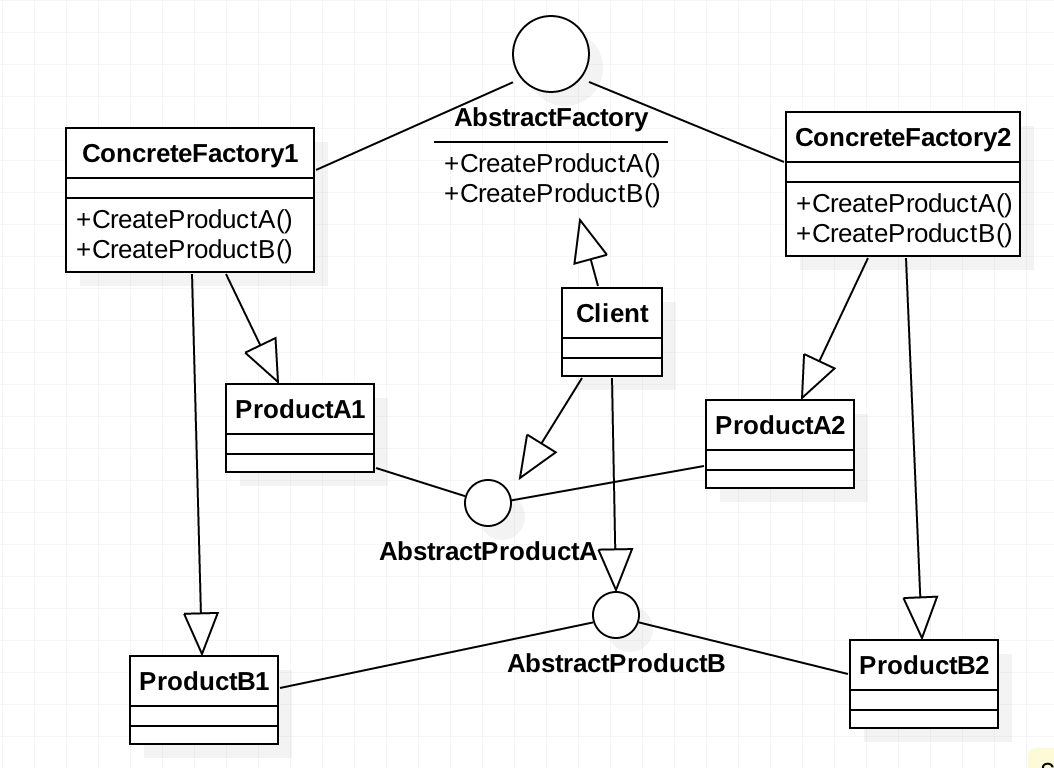 AbstractFactory
+CreateProductA()
+CreateProductB()
ConcreteFactory1
+CreateProductA()
+CreateProductB()
ConcreteFactory2
+CreateProductA()
+CreateProductB()
Client
ProductA1
ProductA2
AbstractProductA
AbstractProductB
ProductB1
ProductB2